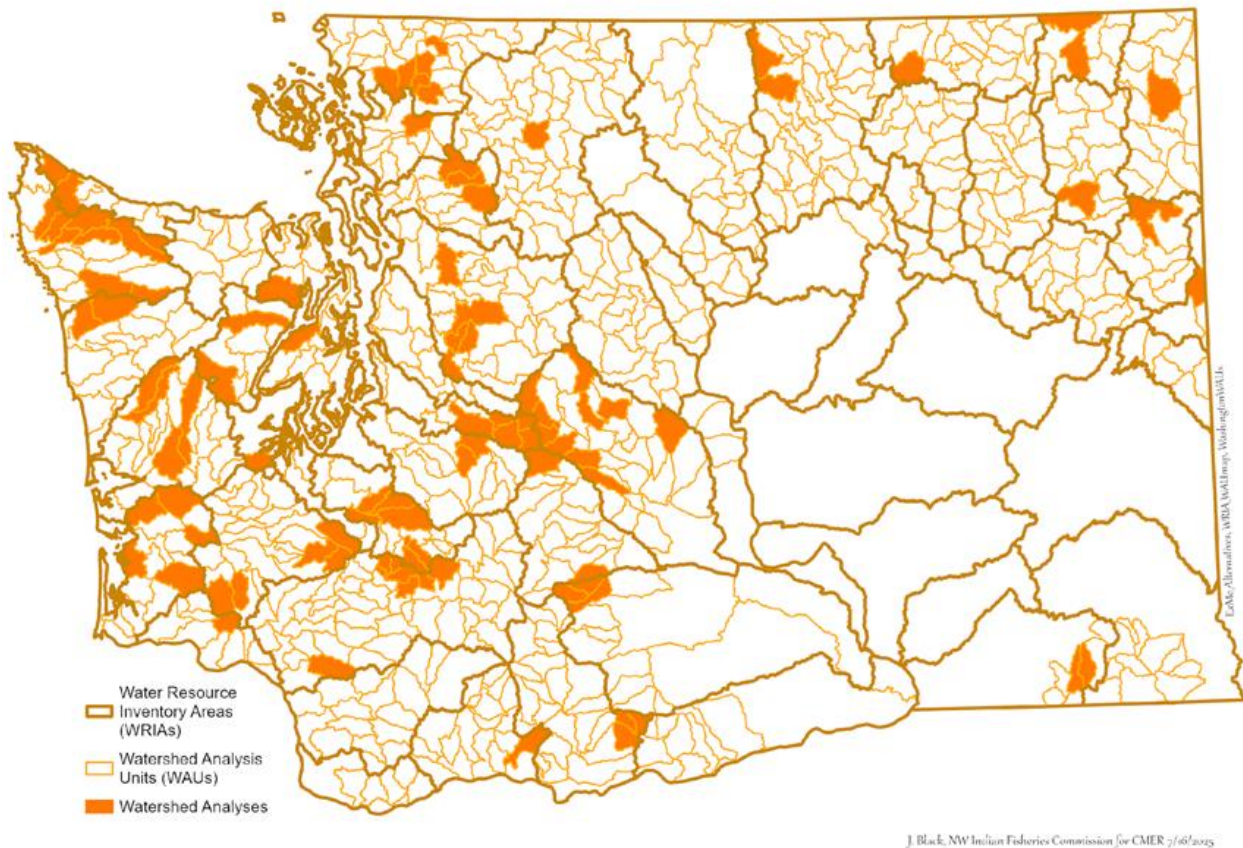 Water Resource
Inventory Areas
(WRIAs)
Watershed Analysis
Units (WAUs)
Watershed Analyses
J. Black, NW Indian Fisheries Commission for CMER 7/16/2025